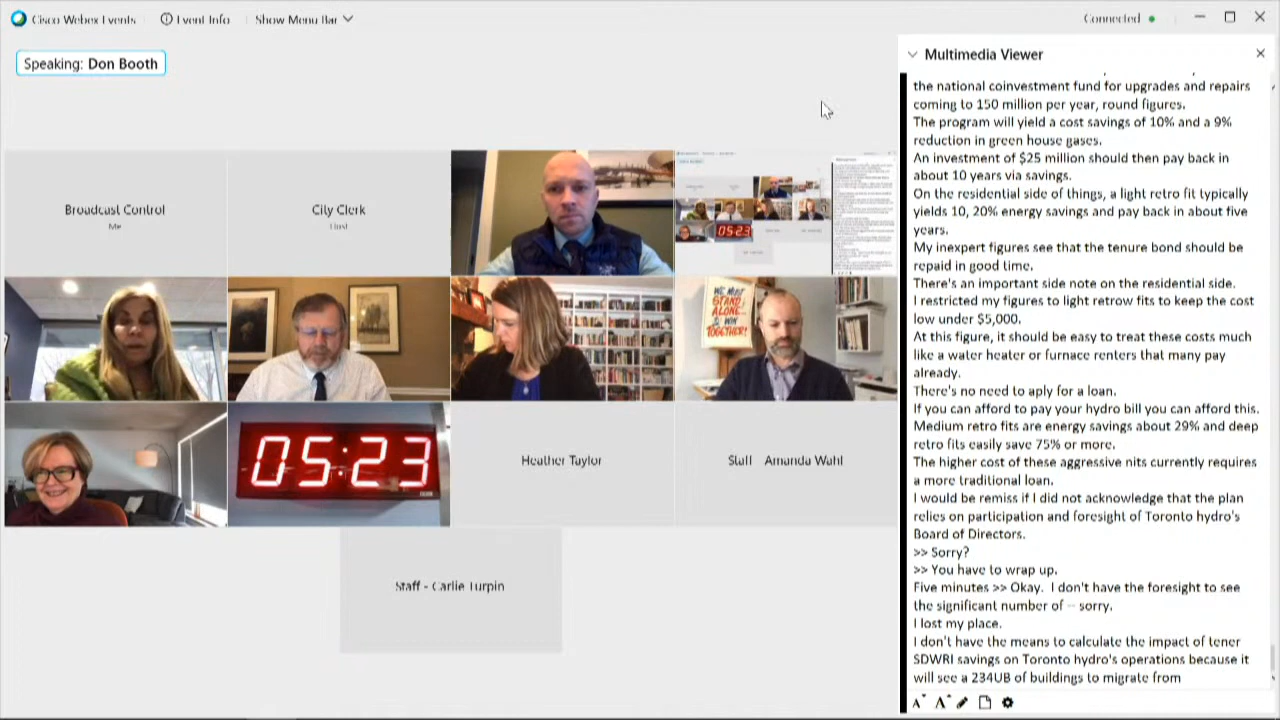 Cisco Webex Events
Event Info
Show Menu Bar
Connected
Speaking: Don Booth
Multimedia Viewer
the national coinvestment fund for upgrades and repairs
coming to 150 million per year, round figures.
The program will yield a cost savings of 10% and a 9%
reduction in green house gases.
An investment of $25 million should then pay back in
about 10 years via savings.
On the residential side of things, light retro fit typically
yields 10, 20% energy savings and pay back in about five
years.
My inexpert figures see that the tenure bond should be
repaid in good time.
There's an important side note on the residential side.
I restricted my figures to light retrow fits to keep the cost
low under $5,000.
At this figure, it should be easy to treat these costs much
like a water heater or furnace renters that many pay
already.
There's no need to aply for a loan.
If you can afford to pay your hydro bill you can afford this.
Medium retro fits are energy savings about 29% and deep
retro fits easily save 75% or more.
The higher cost of these aggressive nits currently requires
a more traditional loan.
I would be remiss if I did not acknowledge that the plan
relies on participation and foresight of Toronto hydro's
Board of Directors.
>> Sorry?
>> You have to wrap up.
Five minutes >> Okay. I don't have the foresight to see
the significant number of -- sorry.
I lost my place.
I don't have the means to calculate the impact of tener
SDWRI savings on Toronto hydro's operations because it
will see a 234UB of buildings to migrate from
Broadcast
Me
City Clerk
Host
WE MUST
STAND
ALONE...
WIN
TOGETHER!
05:23
Heather Taylor
Staff Amanda Wahl
Staff - Carlie Turpin